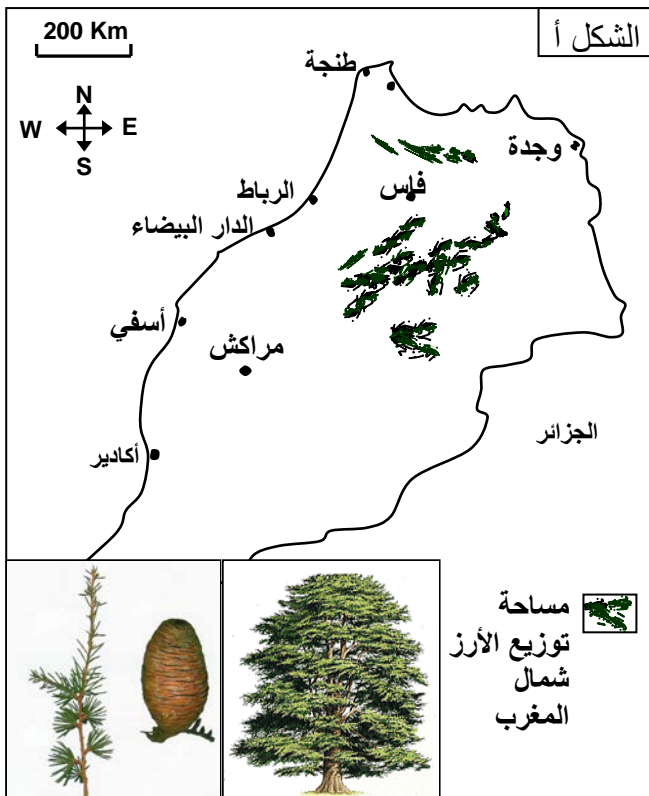 الشكل أ
200 Km
N
W E
S
طنجة
وجدة
فاس
الرباط
الدار البيضاء
أسفي
مراكش
أكادير
الجزائر
مساحة
توزيع الأرز
شمال
المغرب